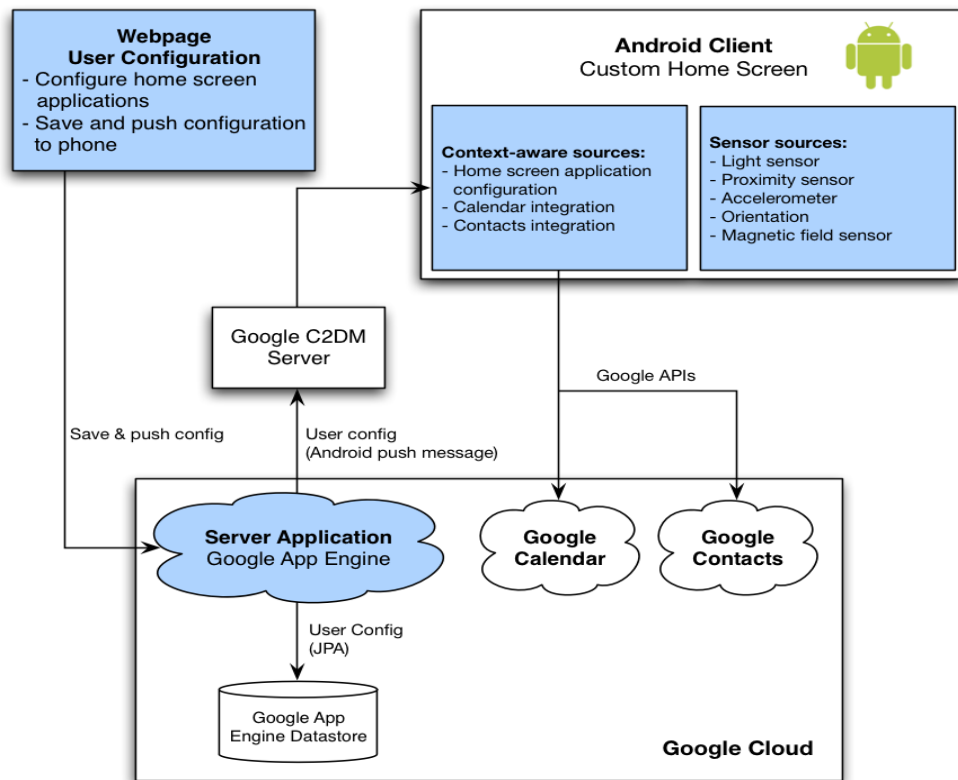 Webpage
User Configuration
- Configure home screen
applications
- Save and push configuration
to phone
Android Client
Custom Home Screen
Context-aware sources:
- Home screen application
configuration
- Calendar integration
- Contacts integration
Sensor sources:
- Light sensor
- Proximity sensor
- Accelerometer
- Orientation
- Magnetic field sensor
Google C2DM
Server
Google APIs
Save & push config
User config
(Android push message)
Server Application
Google App Engine
Google
Calendar
Google
Contacts
User Config
(JPA)
Google App
Engine Datastore
Google Cloud